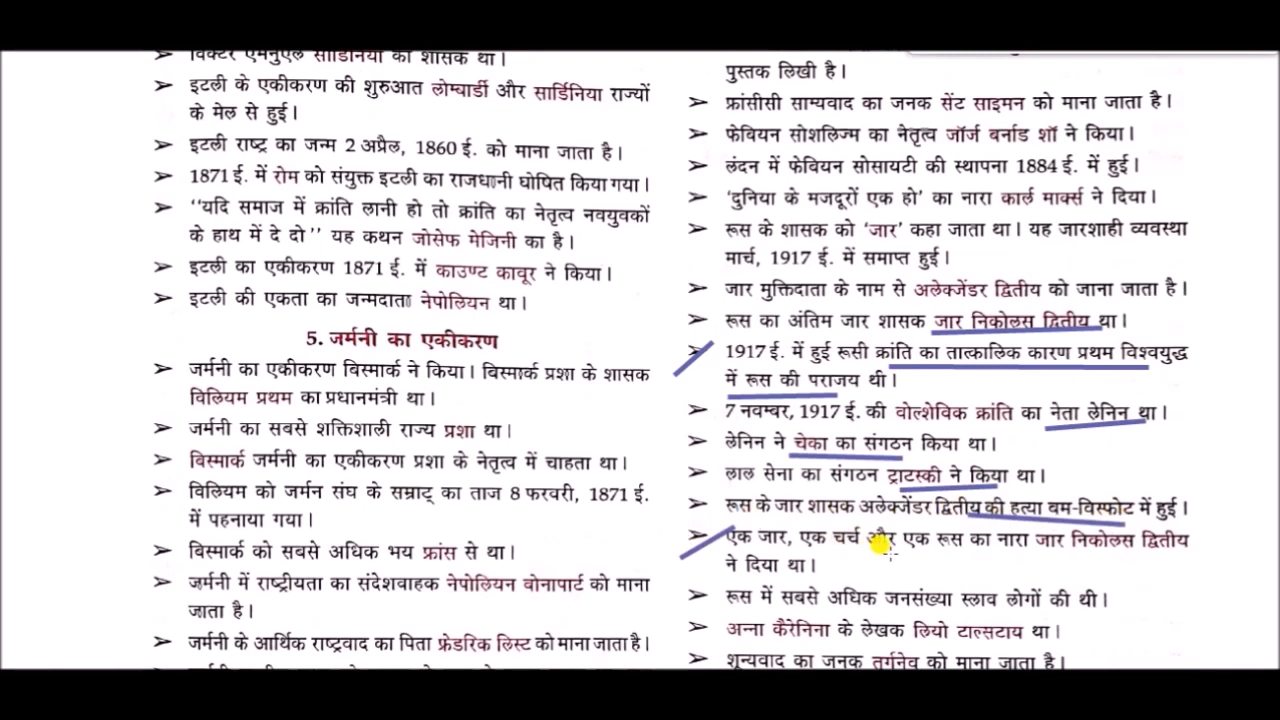 विक्टर एमनुएल सार्डिनिया का शासक था।
➢ इटली के एकीकरण की शुरुआत लोम्बार्डी और सार्डिनिया राज्यों
के मेल से हुई।
➢ इटली राष्ट्र का जन्म 2 अप्रैल, 1860 ई. को माना जाता है।
➢ 1871 ई. में रोम को संयुक्त इटली का राजधानी घोषित किया गया।
➢ ‘‘यदि समाज में क्रांति लानी हो तो क्रांति का नेतृत्व नवयुवकों
के हाथ में दे दो’’ यह कथन जोसेफ मेजिनी का है।
➢ इटली का एकीकरण 1871 ई. में काउण्ट कावूर ने किया।
➢ इटली की एकता का जन्मदाता नेपोलियन था।
5. जर्मनी का एकीकरण
➢ जर्मनी का एकीकरण बिस्मार्क ने किया। बिस्मार्क प्रशा के शासक
विलियम प्रथम का प्रधानमंत्री था।
➢ जर्मनी का सबसे शक्तिशाली राज्य प्रशा था।
➢ बिस्मार्क जर्मनी का एकीकरण प्रशा के नेतृत्व में चाहता था।
➢ विलियम को जर्मन संघ के सम्राट् का ताज 8 फरवरी, 1871 ई.
में पहनाया गया।
➢ बिस्मार्क को सबसे अधिक भय फ्रांस से था।
➢ जर्मनी में राष्ट्रीयता का संदेशवाहक नेपोलियन बोनापार्ट को माना
जाता है।
➢ जर्मनी के आर्थिक राष्ट्रवाद का पिता फ्रेडरिक लिस्ट को माना जाता है।
पुस्तक लिखी है।
➢ फ्रांसीसी साम्यवाद का जनक सेंट साइमन को माना जाता है।
➢ फेबियन सोशलिज्म का नेतृत्व जॉर्ज बर्नाड शॉ ने किया।
➢ लंदन में फेबियन सोसायटी की स्थापना 1884 ई. में हुई।
➢ ‘दुनिया के मजदूरों एक हो’ का नारा कार्ल मार्क्स ने दिया।
➢ रूस के शासक को ‘जार’ कहा जाता था। यह जारशाही व्यवस्था
मार्च, 1917 ई. में समाप्त हुई।
➢ जार मुक्तिदाता के नाम से अलेक्जेंडर द्वितीय को जाना जाता है।
➢ रूस का अंतिम जार शासक जार निकोलस द्वितीय था।
➢ 1917 ई. में हुई रूसी क्रांति का तात्कालिक कारण प्रथम विश्वयुद्ध
में रूस की पराजय थी।
➢ 7 नवम्बर, 1917 ई. की वोल्शेविक क्रांति का नेता लेनिन था।
➢ लेनिन ने चेका का संगठन किया था।
➢ लाल सेना का संगठन ट्राटस्की ने किया था।
➢ रूस के जार शासक अलेक्जेंडर द्वितीय की हत्या बम-विस्फोट में हुई।
➢ एक जार, एक चर्च और एक रूस का नारा जार निकोलस द्वितीय
ने दिया था।
➢ रूस में सबसे अधिक जनसंख्या स्लाव लोगों की थी।
➢ अन्ना कैरेनिना के लेखक लियो टाल्सटाय था।
➢ शून्यवाद का जनक तुर्गनेव को माना जाता है।